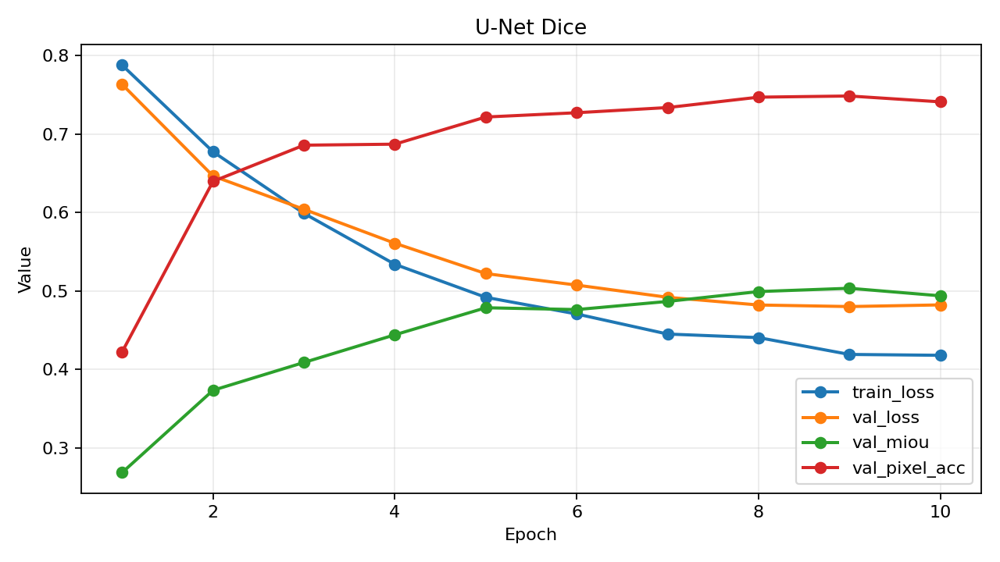 U-Net Dice
Value
0.8
0.7
0.6
0.5
0.4
0.3
2 4 6 8 10
Epoch
train_loss
val_loss
val_miou
val_pixel_acc